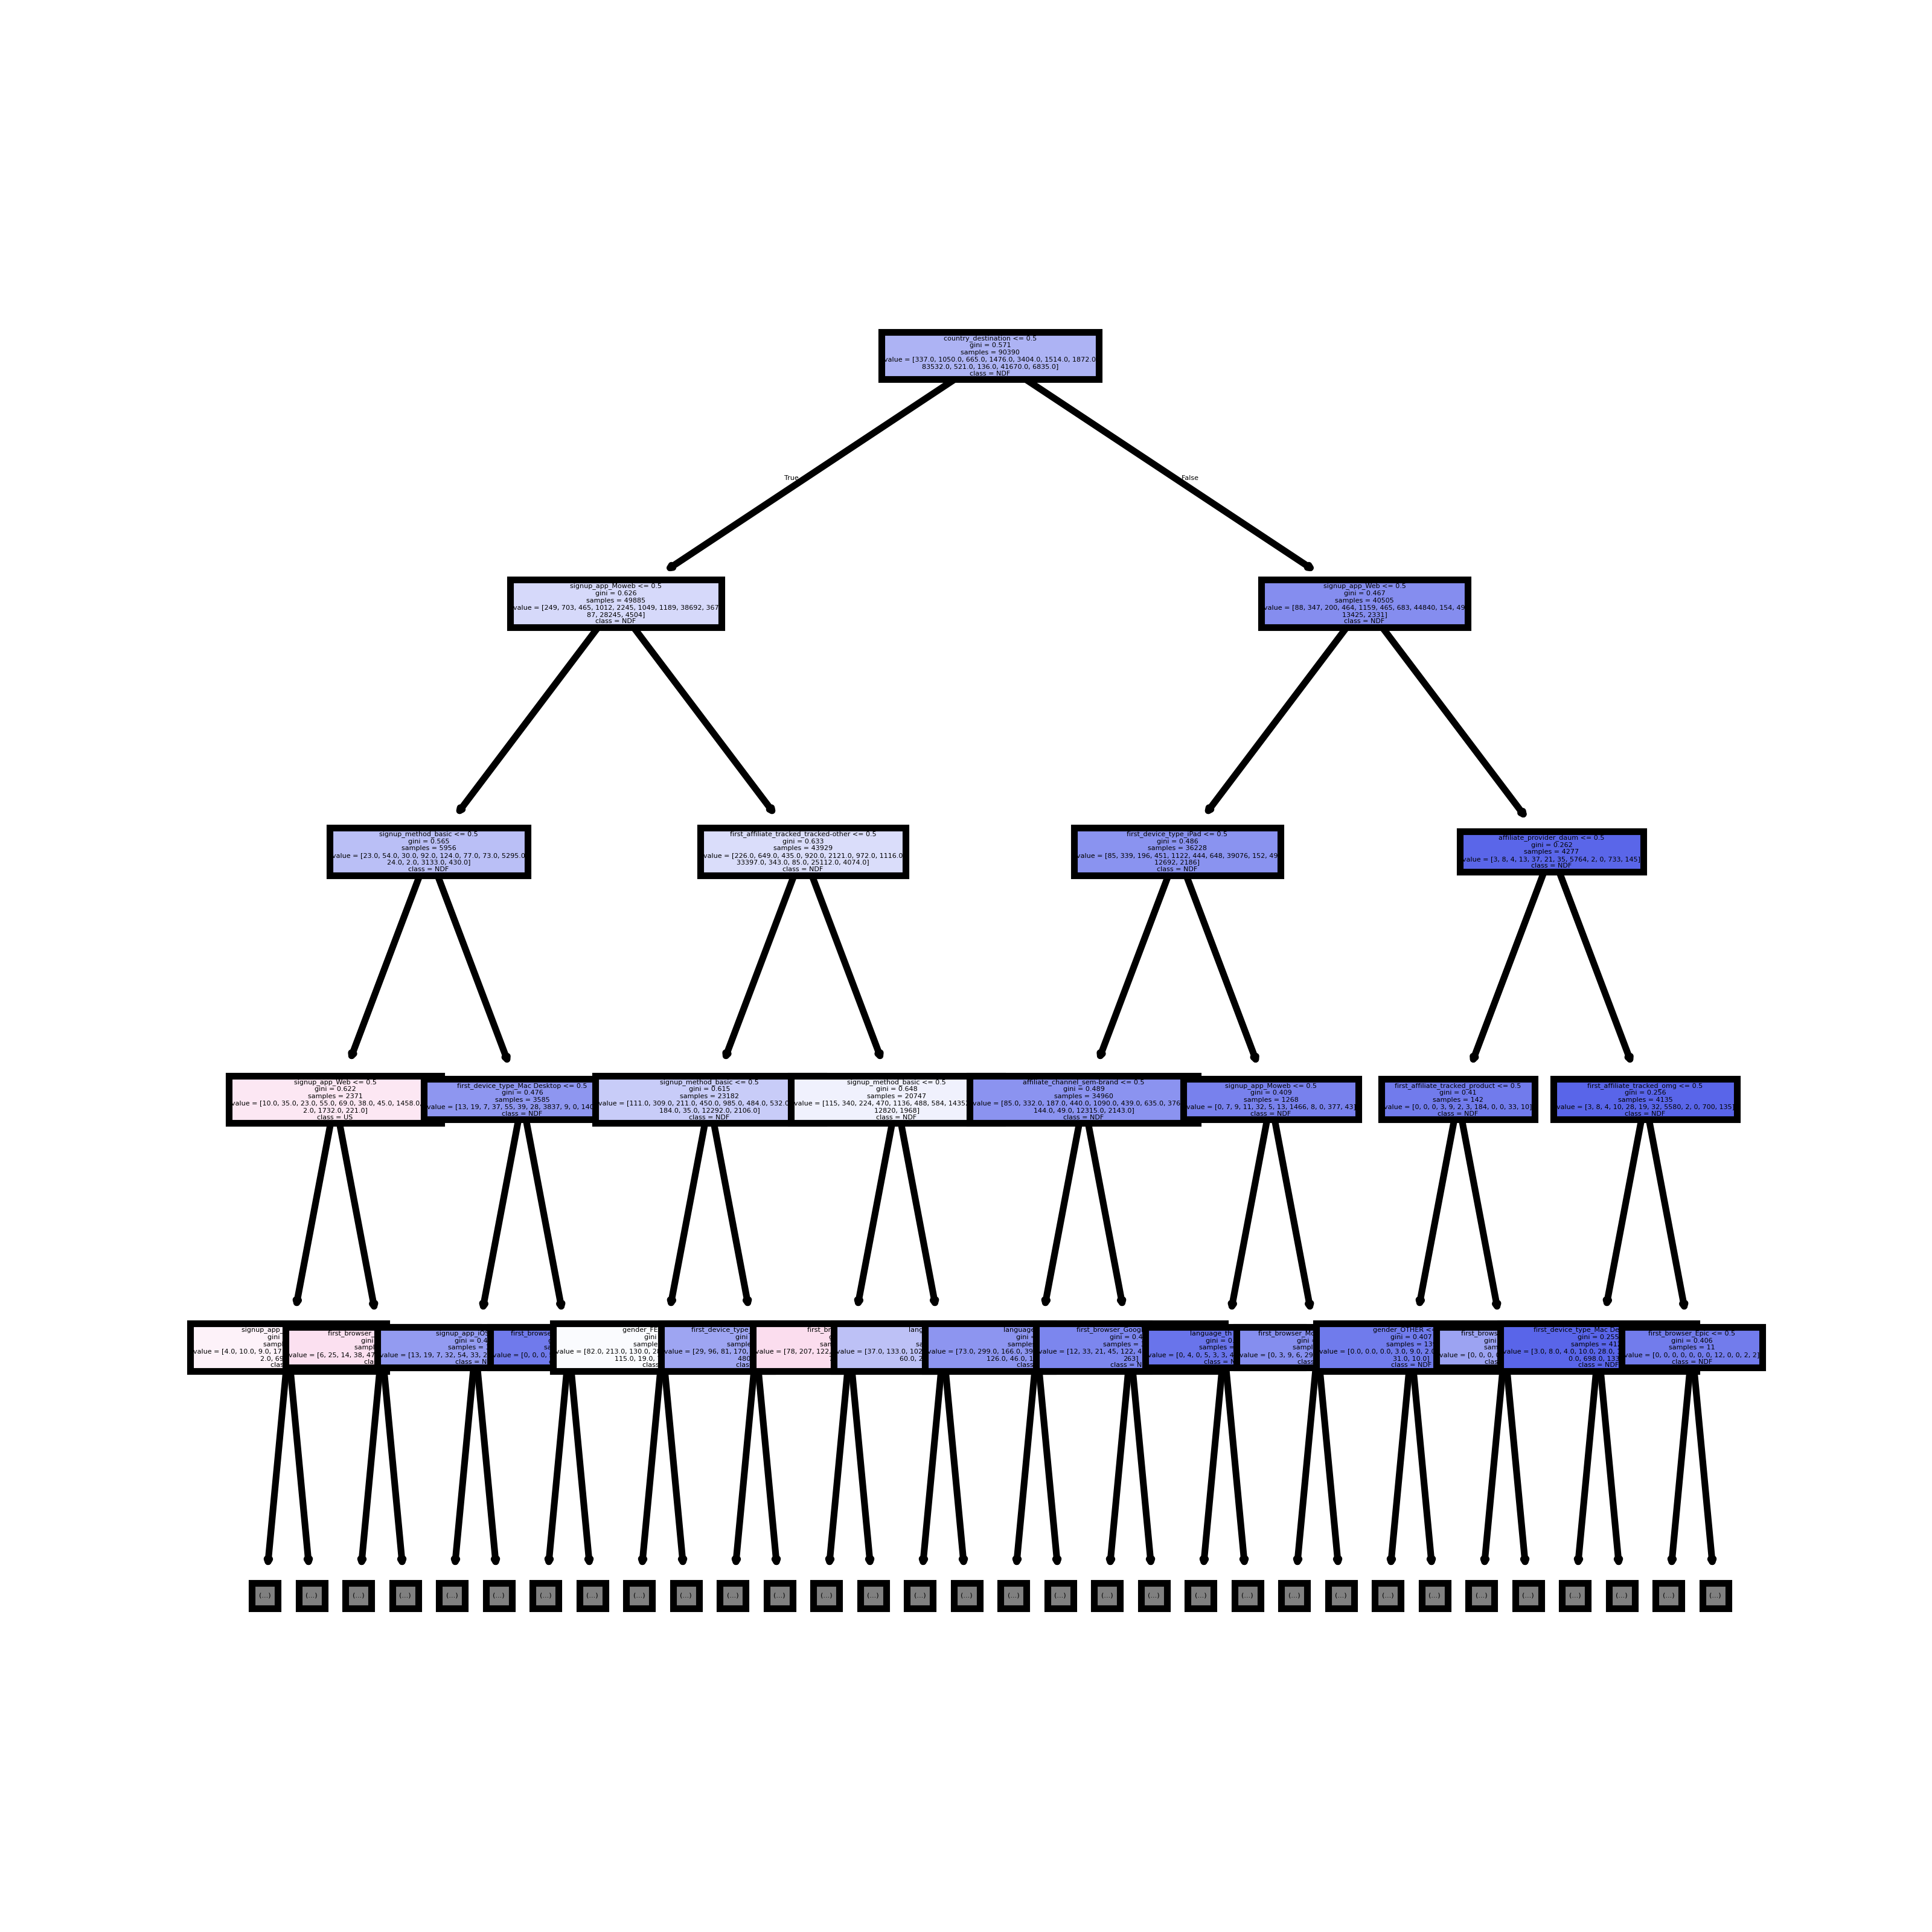 country_destination <= 0.5
gini = 0.571
samples = 90390
value = [337.0, 1050.0, 665.0, 1476.0, 3404.0, 1514.0, 1872.0
83532.0, 521.0, 136.0, 41670.0, 6835.0]
class = NDF
True
False
signup_app_Moweb <= 0.5
gini = 0.626
samples = 49885
value = [249, 703, 465, 1012, 2245, 1049, 1189, 38692, 367
87, 28245, 4504]
class = NDF
signup_app_Web <= 0.5
gini = 0.467
samples = 40505
value = [88, 347, 200, 464, 1159, 465, 683, 44840, 154, 49
13425, 2331]
class = NDF
signup_method_basic <= 0.5
gini = 0.565
samples = 5956
value = [23.0, 54.0, 30.0, 92.0, 124.0, 77.0, 73.0, 5295.0
24.0, 2.0, 3133.0, 430.0]
class = NDF
first_affiliate_tracked_tracked-other <= 0.5
gini = 0.633
samples = 43929
value = [226.0, 649.0, 435.0, 920.0, 2121.0, 972.0, 1116.0
33397.0, 343.0, 85.0, 25112.0, 4074.0]
class = NDF
first_device_type_iPad <= 0.5
gini = 0.486
samples = 36228
value = [85, 339, 196, 451, 1122, 444, 648, 39076, 152, 49
12692, 2186]
class = NDF
affiliate_provider_daum <= 0.5
gini = 0.262
samples = 4277
value = [3, 8, 4, 13, 37, 21, 35, 5764, 2, 0, 733, 145]
class = NDF
signup_app_Web <= 0.5
gini = 0.622
samples = 2371
value = [10.0, 35.0, 23.0, 55.0, 69.0, 38.0, 45.0, 1458.0
2.0, 1732.0, 221.0]
class = US
first_device_type_Mac Desktop <= 0.5
gini = 0.476
samples = 3585
value = [13, 19, 7, 37, 55, 39, 28, 3837, 9, 0, 140
class = NDF
signup_method_basic <= 0.5
gini = 0.615
samples = 23182
value = [111.0, 309.0, 211.0, 450.0, 985.0, 484.0, 532.0
184.0, 35.0, 12292.0, 2106.0]
class = NDF
signup_method_basic <= 0.5
gini = 0.648
samples = 20747
value = [115, 340, 224, 470, 1136, 488, 584, 1435
12820, 1968]
class = NDF
affiliate_channel_sem-brand <= 0.5
gini = 0.489
samples = 34960
value = [85.0, 332.0, 187.0, 440.0, 1090.0, 439.0, 635.0, 376
144.0, 49.0, 12315.0, 2143.0]
class = NDF
signup_app_Moweb <= 0.5
gini = 0.409
samples = 1268
value = [0, 7, 9, 11, 32, 5, 13, 1466, 8, 0, 377, 43]
class = NDF
first_affiliate_tracked_product <= 0.5
gini = 0.41
samples = 142
value = [0, 0, 0, 3, 9, 2, 3, 184, 0, 0, 33, 10]
class = NDF
first_affiliate_tracked_omg <= 0.5
gini = 0.256
samples = 4135
value = [3, 8, 4, 10, 28, 19, 32, 5580, 2, 0, 700, 135]
class = NDF
signup_app_
gini
sampl
value = [4.0, 10.0, 9.0, 17
2.0, 6
clas
first_browser
gini
sampl
value = [6, 25, 14, 38, 47
cla
signup_app_iOS
gini = 0.4
samples =
value = [13, 19, 7, 32, 54, 33, 2
class = N
first_browse
value = [0, 0, 0,
gender_FE
gini
sample
value = [82.0, 213.0, 130.0, 2
115.0, 19.0,
class
first_device_type_
gini
sampl
value = [29, 96, 81, 170,
480
clas
first_br
value = [78, 207, 122
lang
gini
sa
value = [37.0, 133.0, 102
60.0, 2
cl
language
gini =
sample
value = [73.0, 299.0, 166.0, 39
126.0, 46.0, 1
class
first_browser_Googl
gini = 0.4
samples =
value = [12, 33, 21, 45, 122, 4
263]
class = N
language_th
gini = 0
samples =
value = [0, 4, 0, 5, 3, 3, 4
class = N
first_browser_Mo
gini =
sample
value = [0, 3, 9, 6, 29
class
gender_OTHER <
gini = 0.407
samples = 13
value = [0.0, 0.0, 0.0, 3.0, 9.0, 2.0
31.0, 10.0]
class = NDF
first_brows
gini
sam
value = [0, 0, 0,
clas
first_device_type_Mac De
gini = 0.255
samples = 41
value = [3.0, 8.0, 4.0, 10.0, 28.0,
0.0, 698.0, 133
class = NDF
first_browser_Epic <= 0.5
gini = 0.406
samples = 11
value = [0, 0, 0, 0, 0, 0, 0, 12, 0, 0, 2, 2]
class = NDF
(...) (...) (...) (...) (...) (...) (...) (...) (...) (...) (...) (...) (...) (...) (...) (...) (...) (...) (...) (...) (...) (...) (...) (...) (...) (...) (...) (...) (...) (...) (...) (...)